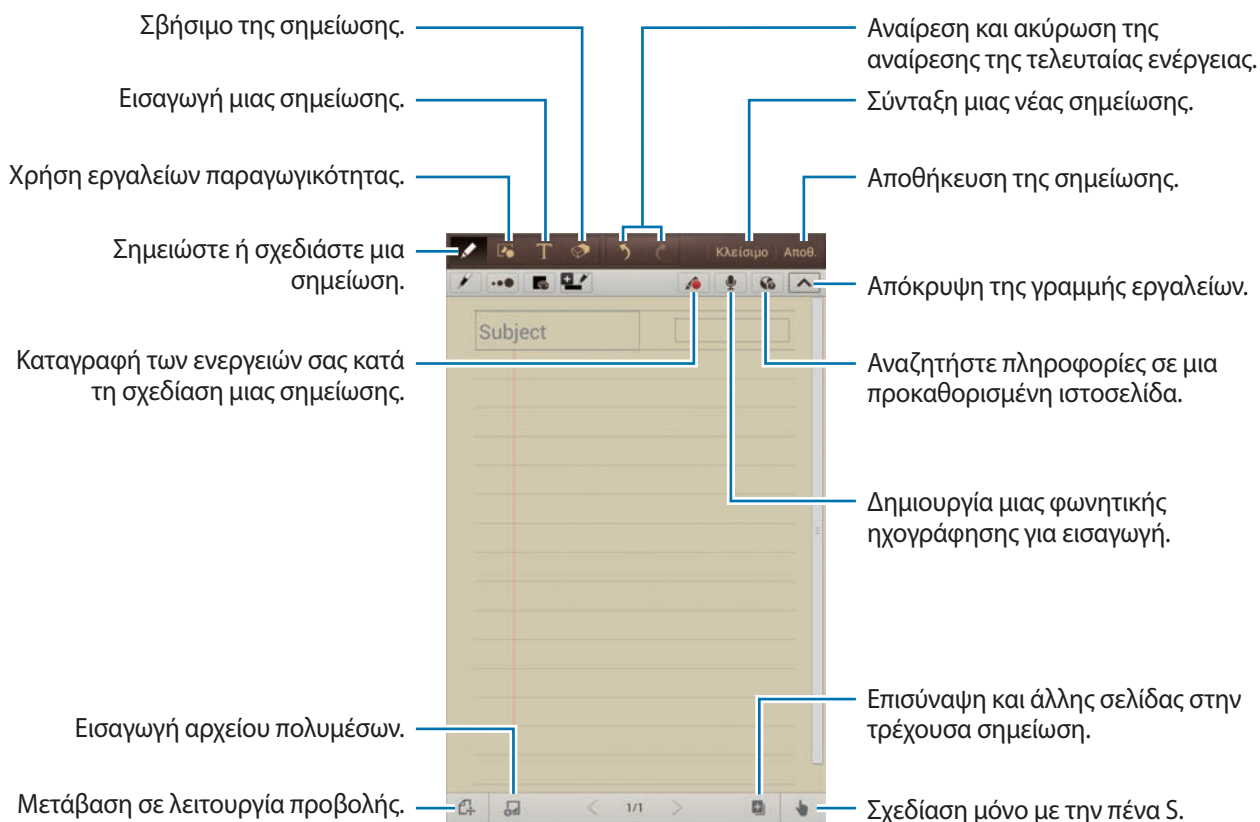 Σβήσιμο της σημείωσης.
Εισαγωγή μιας σημείωσης.
Χρήση εργαλείων παραγωγικότητας.
Σημειώστε ή σχεδιάστε μια
σημείωση.
Καταγραφή των ενεργειών σας κατά
τη σχεδίαση μιας σημείωσης.
Εισαγωγή αρχείου πολυμέσων.
Μετάβαση σε λειτουργία προβολής.
T
Κλείσιμο
Αποθ.
Subject
1/1
Αναίρεση και ακύρωση της
αναίρεσης της τελευταίας ενέργειας.
Σύνταξη μιας νέας σημείωσης.
Αποθήκευση της σημείωσης.
Απόκρυψη της γραμμής εργαλείων.
Αναζητήστε πληροφορίες σε μια
προκαθορισμένη ιστοσελίδα.
Δημιουργία μιας φωνητικής
ηχογράφησης για εισαγωγή.
Επισύναψη και άλλης σελίδας στην
τρέχουσα σημείωση.
Σχεδίαση μόνο με την πένα S.